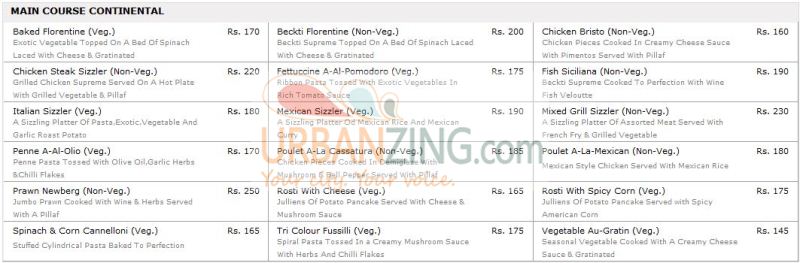 MAIN COURSE CONTINENTAL
Baked Florentine (Veg.) Rs. 170
Exotic Vegetable Topped On A Bed Of Spinach
Laced With Cheese & Gratinated
Beckti Florentine (Non-Veg.) Rs. 200
Beckti Supreme Topped On A Bed Of Spinach Laced
With Cheese & Gratinated
Chicken Bristo (Non-Veg.) Rs. 160
Chicken Pieces Cooked In Creamy Cheese Sauce
With Pimentos Served With Pillaf
Chicken Steak Sizzler (Non-Veg.) Rs. 220
Grilled Chicken Supreme Served On A Hot Plate
With Grilled Vegetable & Pillaf
Fettuccine A-Al-Pomodoro (Veg.) Rs. 175
Ribbon Pasta Tossed With Exotic Vegetables In
Rich Tomato Sauce
Fish Siciliana (Non-Veg.) Rs. 190
Beckti Supreme Cooked To Perfection With Wine
Fish Veloutte
Italian Sizzler (Veg.) Rs. 180
A Sizzling Platter Of Pasta,Exotic,Vegetable And
Garlic Roast Potato
Mexican Sizzler (Veg.) Rs. 190
A Sizzling Platter Of Mexican Rice And Mexican
Curry
Mixed Grill Sizzler (Non-Veg.) Rs. 230
A Sizzling Platter Of Assorted Meat Served With
French Fry & Grilled Vegetable
Penne A-Al-Olio (Veg.) Rs. 170
Penne Pasta Tossed With Olive Oil,Garlic Herbs
&Chilli Flakes
Poulet A-La Cassatura (Non-Veg.) Rs. 185
Chicken Pieces Cooked In Demiglace With
Mushroom & Bell Pepper Served With Pillaf
Poulet A-La-Mexican (Non-Veg.) Rs. 180
Mexican Style Chicken Served With Mexican Rice
Prawn Newberg (Non-Veg.) Rs. 250
Jumbo Prawn Cooked With Wine & Herbs Served
With A Pillaf
Rosti With Cheese (Veg.) Rs. 165
Julliens Of Potato Pancake Served With Cheese &
Mushroom Sauce
Rosti With Spicy Corn (Veg.) Rs. 175
Julliens Of Potato Pancake Served with Spicy
American Corn
Spinach & Corn Cannelloni (Veg.) Rs. 165
Stuffed Cylindrical Pasta Baked To Perfection
Tri Colour Fussilli (Veg.) Rs. 175
Spiral Pasta Tossed In a Creamy Mushroom Sauce
With Herbs And Chilli Flakes
Vegetable Au-Gratin (Veg.) Rs. 145
Seasonal Vegetable Cooked With A Creamy Cheese
Sauce & Gratinated
URBANZING.com
Your city. Your voice.